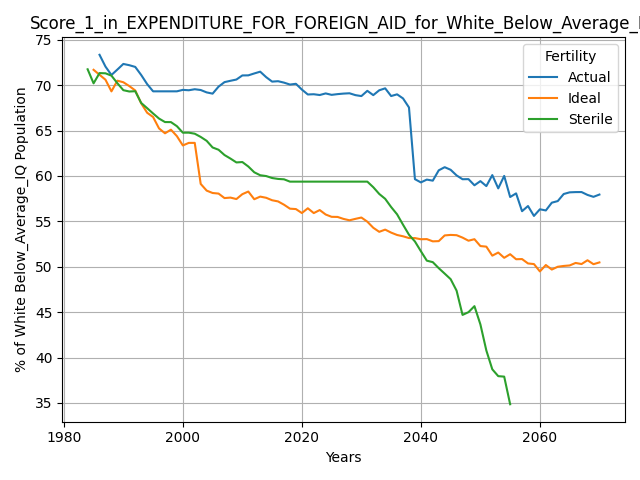 Score_1_in_EXPENDITURE_FOR_FOREIGN_AID_for_White_Below_Average_
75
70
65
60
55
50
45
40
35
% of White Below_Average_IQ Population
Fertility
Actual
Ideal
Sterile
1980
2000
2020
2040
2060
Years